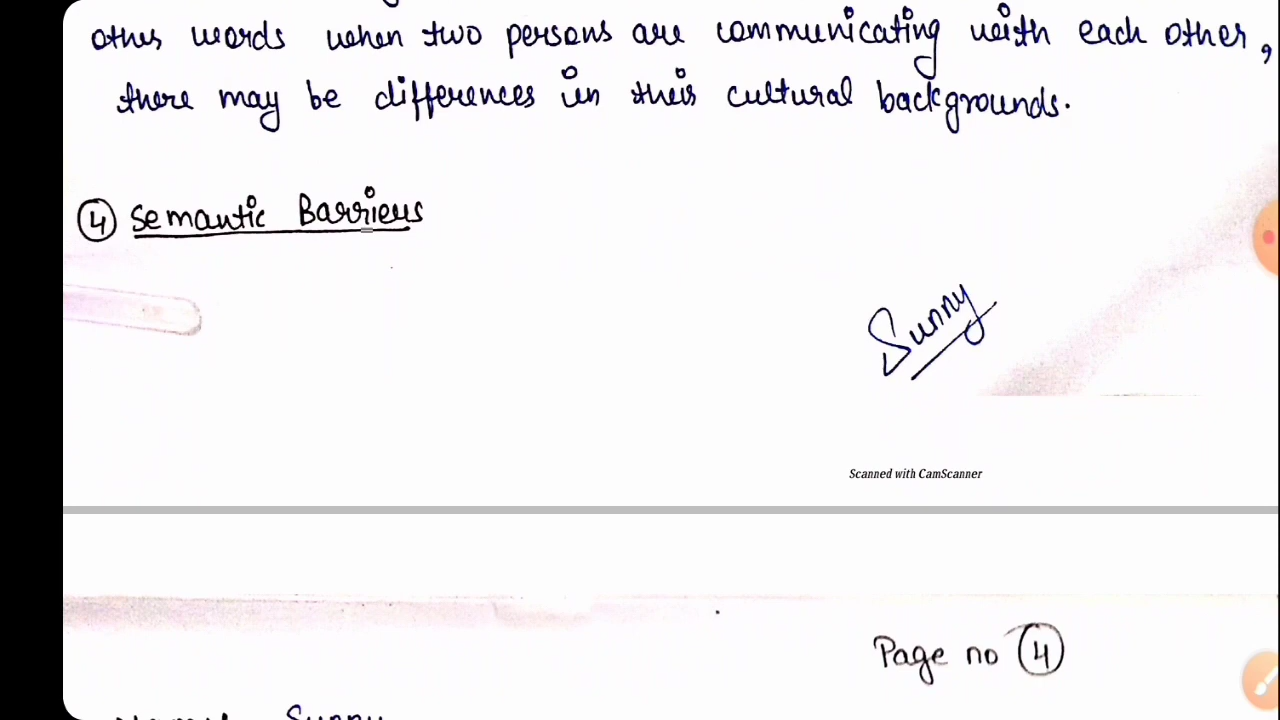 other words when two persons are communicating with each other,
there may be differences in their cultural backgrounds.
④ Semantic Barriers
Sunny
Scanned with CamScanner
Page no ④
Sunny